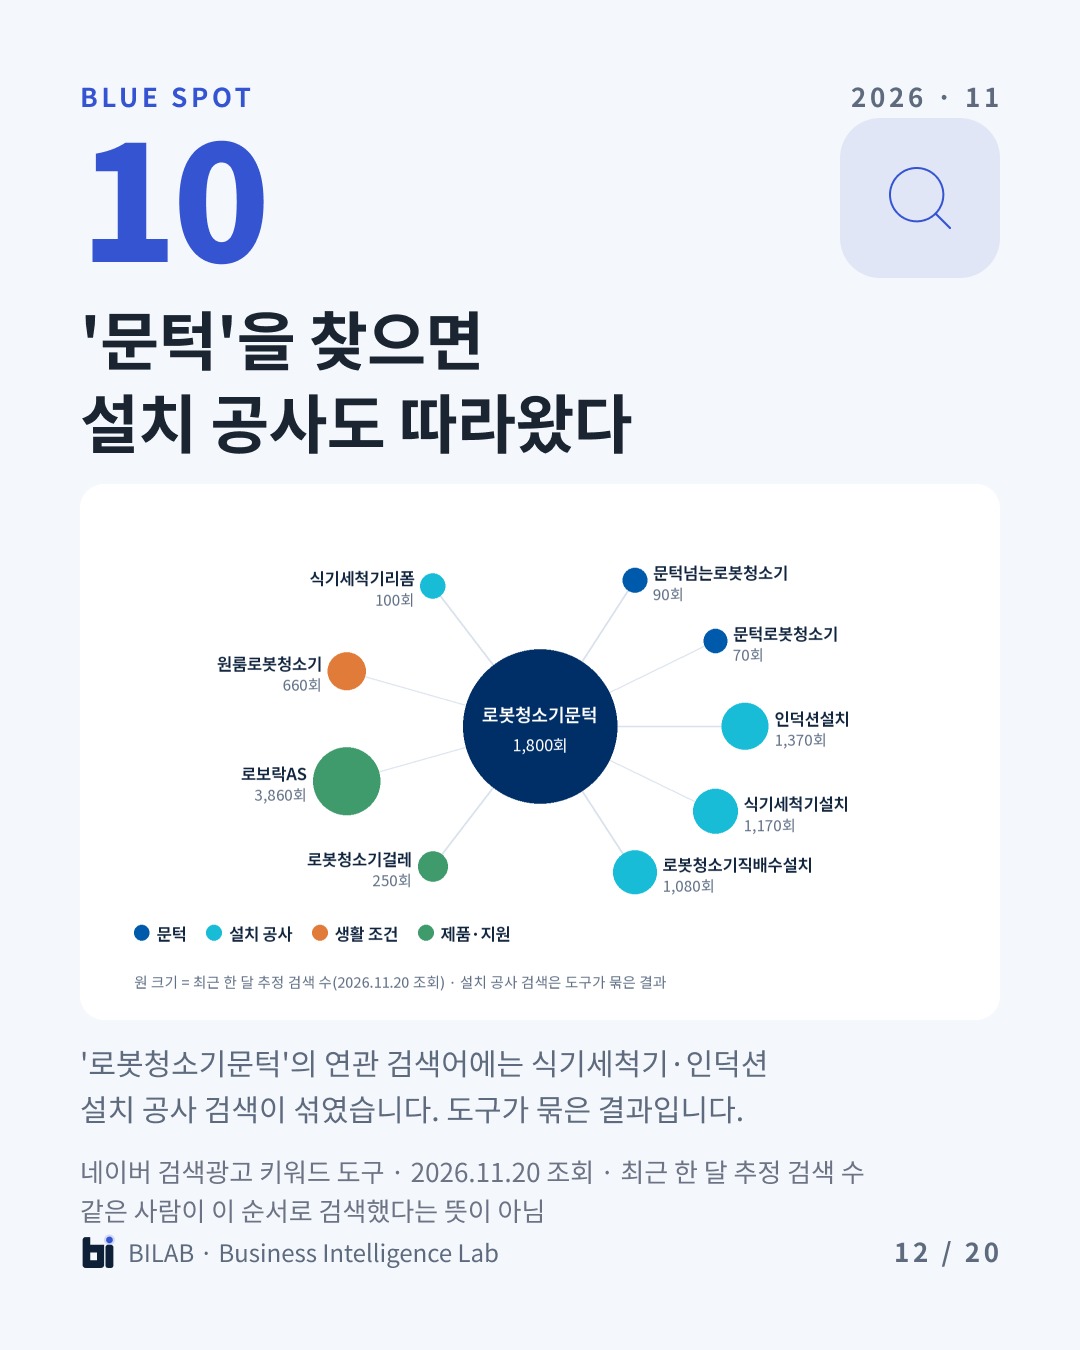 BLUE SPOT
2026 · 11
10
'문턱'을 찾으면
설치 공사도 따라왔다
식기세척기리폼
100회
문턱넘는로봇청소기
90회
문턱로봇청소기
70회
원룸로봇청소기
660회
로봇청소기문턱
1,800회
인덕션설치
1,370회
로보락AS
3,860회
식기세척기설치
1,170회
로봇청소기걸레
250회
로봇청소기직배수설치
1,080회
문턱
설치 공사
생활 조건
제품·지원
원 크기 = 최근 한 달 추정 검색 수(2026.11.20 조회) · 설치 공사 검색은 도구가 묶은 결과
'로봇청소기문턱'의 연관 검색어에는 식기세척기·인덕션
설치 공사 검색이 섞였습니다. 도구가 묶은 결과입니다.
네이버 검색광고 키워드 도구 · 2026.11.20 조회 · 최근 한 달 추정 검색 수
같은 사람이 이 순서로 검색했다는 뜻이 아님
bi BILAB · Business Intelligence Lab
12 / 20